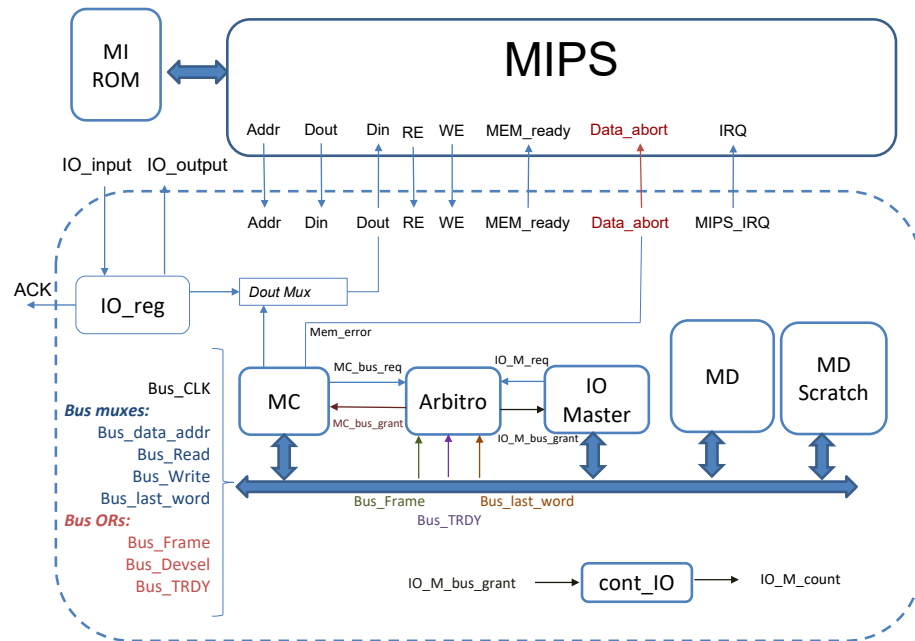 MI
ROM
MIPS
Addr Dout Din RE WE MEM_ready Data_abort IRQ
IO_input IO_output
Addr Din Dout RE WE MEM_ready Data_abort MIPS_IRQ
ACK
IO_reg
Dout Mux
Mem_error
MC_bus_req
IO_M_req
Bus_CLK
Bus muxes:
Bus_data_addr
Bus_Read
Bus_Write
Bus_last_word
Bus ORs:
Bus_Frame
Bus_Devsel
Bus_TRDY
MC
Arbitro
IO
Master
MD
MD
Scratch
MC_bus_grant
IO_M_bus_grant
Bus_Frame
Bus_last_word
Bus_TRDY
IO_M_bus_grant
cont_IO
IO_M_count